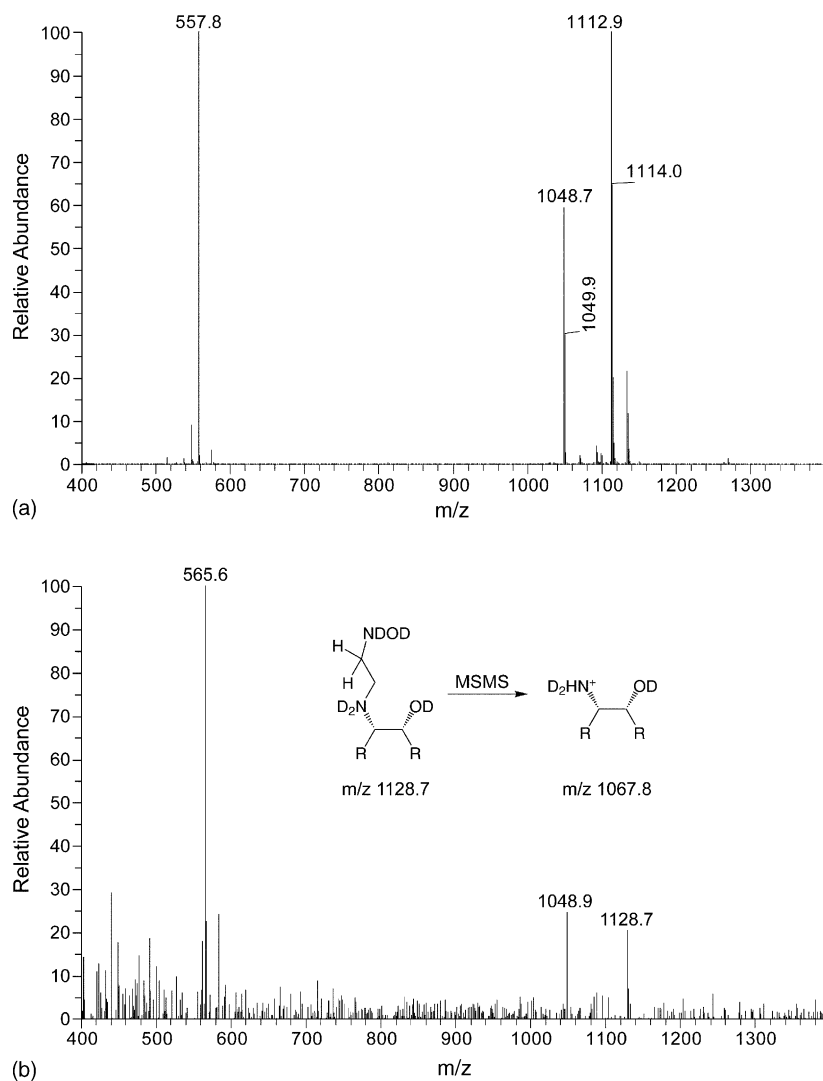 557.8
1112.9
1114.0
1048.7
1049.9
100
90
80
70
60
50
40
30
20
10
0
Relative Abundance
400 500 600 700 800 900 1000 1100 1200 1300
m/z
(a)
565.6
1048.9
1128.7
100
90
80
70
60
50
40
30
20
10
0
Relative Abundance
NDOD
H
H
D2N
OD
R R
m/z 1128.7
MSMS
D2HN+
OD
R R
m/z 1067.8
400 500 600 700 800 900 1000 1100 1200 1300
m/z
(b)